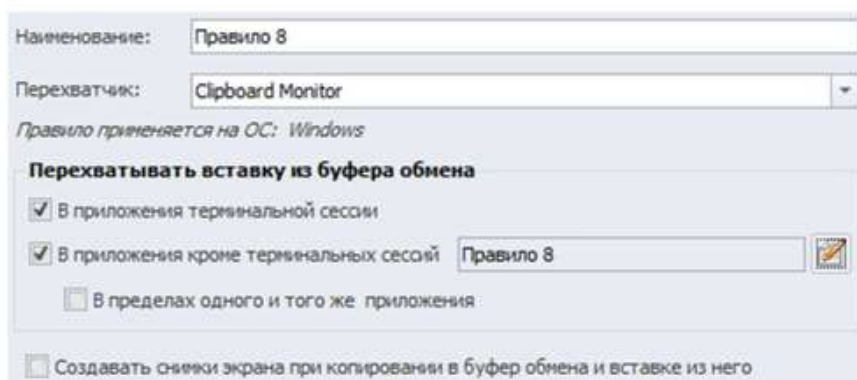 Наименование: Правило 8
Перехватчик: Clipboard Monitor
Правило применяется на ОС: Windows
Перехватывать вставку из буфера обмена
В приложения терминальной сессии
В приложения кроме терминальных сессий Правило 8
В пределах одного и того же приложения
Создавать снимки экрана при копировании в буфер обмена и вставке из него